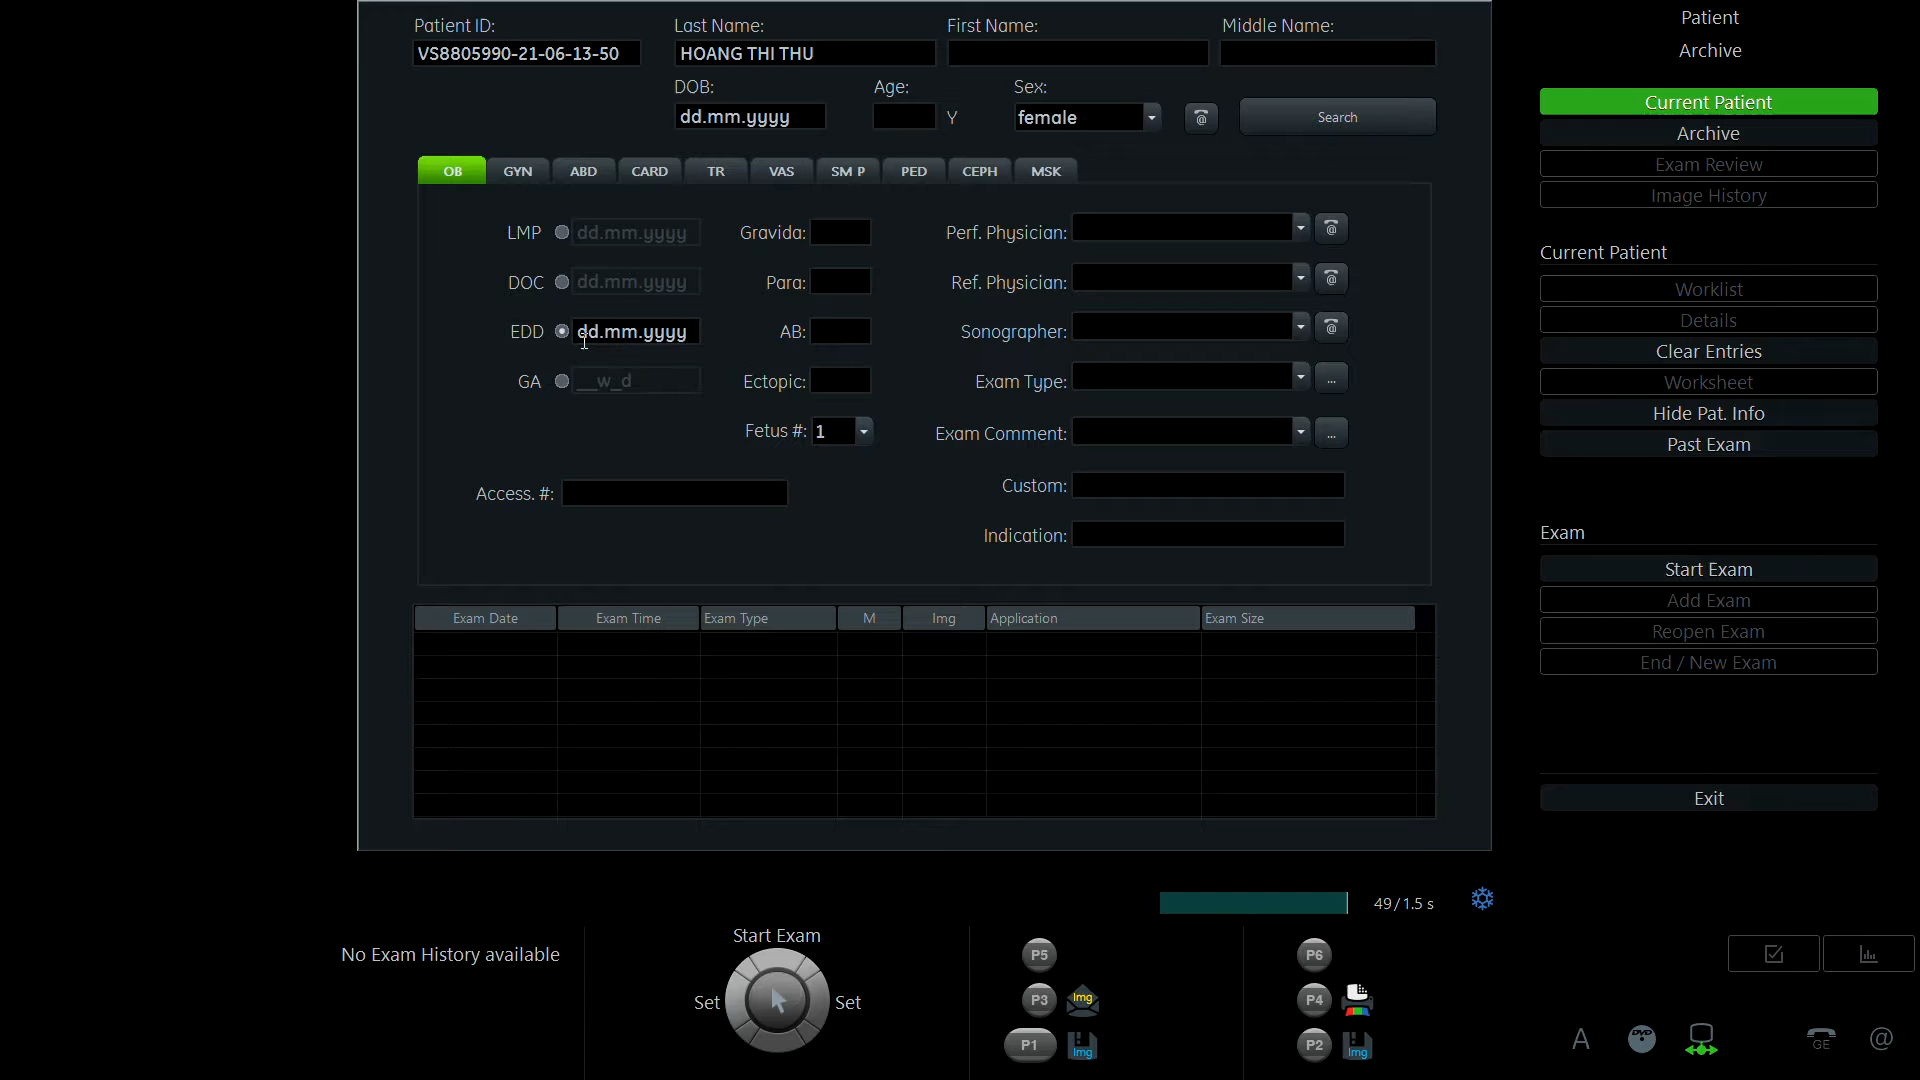 Patient ID: Last Name: First Name: Middle Name:
VS8805990-21-06-13-50 HOANG THI THU
DOB: Age: Sex:
dd.mm.yyyy Y female Search
OB GYN ABD CARD TR VAS SM P PED CEPH MSK
LMP dd.mm.yyyy Gravida: Perf. Physician:
DOC dd.mm.yyyy Para: Ref. Physician:
EDD dd.mm.yyyy AB: Sonographer:
GA __w_d Ectopic: Exam Type: ...
Fetus #: 1 Exam Comment: ...
Access. #: Custom:
Indication:
Exam Date Exam Time Exam Type M Img Application Exam Size
Patient
Archive
Current Patient
Archive
Exam Review
Image History
Current Patient
Worklist
Details
Clear Entries
Worksheet
Hide Pat. Info
Past Exam
Exam
Start Exam
Add Exam
Reopen Exam
End / New Exam
Exit
49/1.5 s
No Exam History available
Start Exam
Set Set
P5 P6
P3 Img P4
P1 Img P2 Img
A DVD GE @